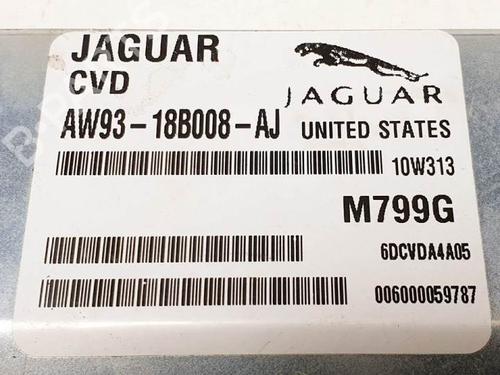 JAGUAR
CVD
JAGUAR
AW93-18B008-AJ UNITED STATES
10W313
M799G
6DCVDA4A05
006000059787